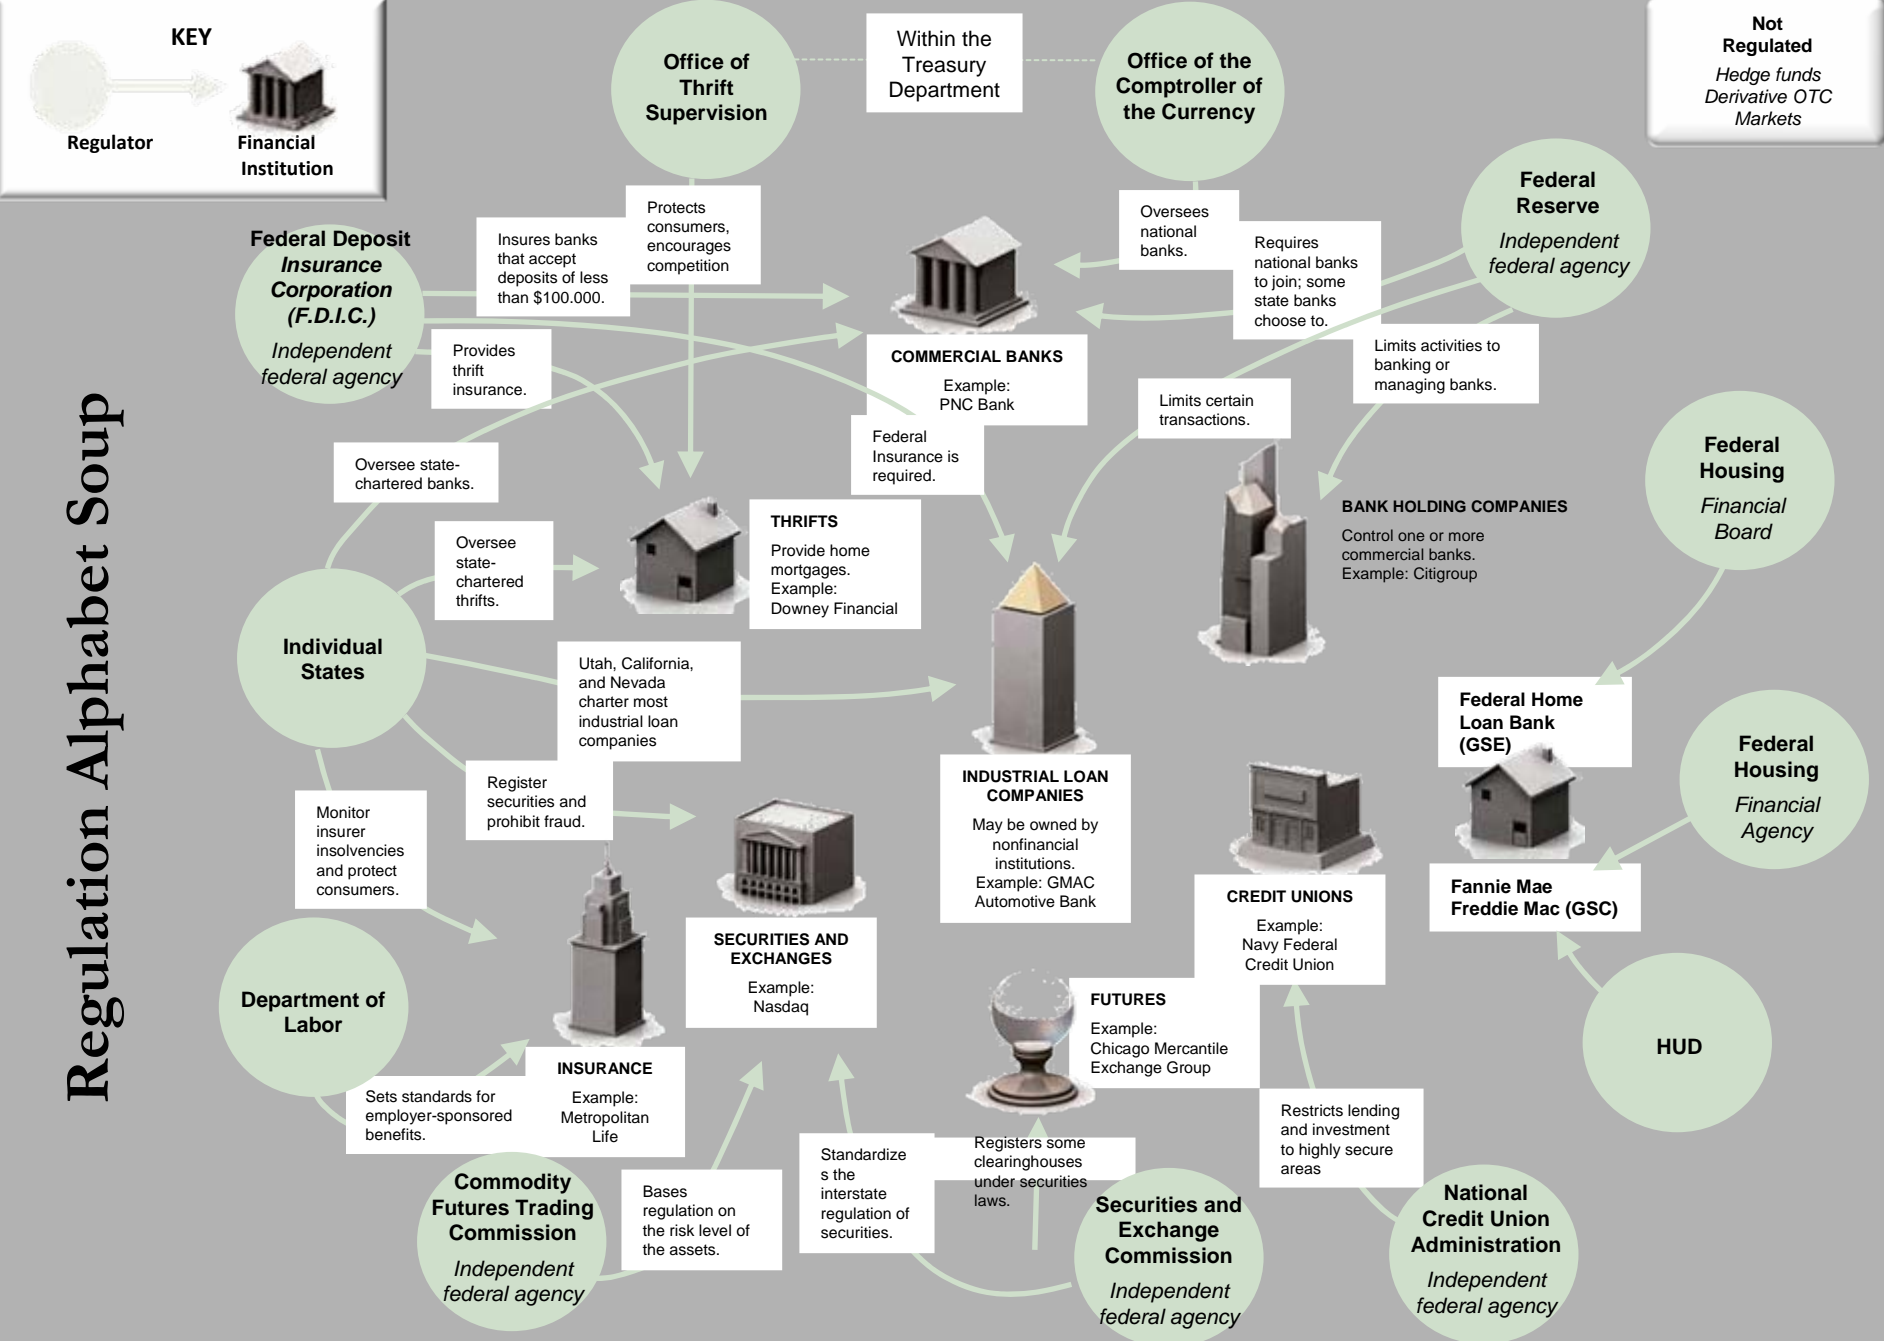 KEY
Regulator
Financial
Institution
Office of
Thrift
Supervision
Within the
Treasury
Department
Office of the
Comptroller of
the Currency
Not
Regulated
Hedge funds
Derivative OTC
Markets
Federal
Reserve
Independent
federal agency
Federal Deposit
Insurance
Corporation
(F.D.I.C.)
Independent
federal agency
Insures banks
that accept
deposits of less
than $100.000.
Protects
consumers,
encourages
competition
Oversees
national
banks.
Requires
national banks
to join; some
state banks
choose to.
Limits activities to
banking or
managing banks.
Provides
thrift
insurance.
COMMERCIAL BANKS
Example:
PNC Bank
Limits certain
transactions.
Federal
Insurance is
required.
Oversee state-
chartered banks.
Federal
Housing
Financial
Board
Regulation Alphabet Soup
Oversee
state-
chartered
thrifts.
THRIFTS
Provide home
mortgages.
Example:
Downey Financial
BANK HOLDING COMPANIES
Control one or more
commercial banks.
Example: Citigroup
Individual
States
Utah, California,
and Nevada
charter most
industrial loan
companies
Federal Home
Loan Bank
(GSE)
Federal
Housing
Financial
Agency
Register
securities and
prohibit fraud.
Monitor
insurer
insolvencies
and protect
consumers.
INDUSTRIAL LOAN
COMPANIES
May be owned by
nonfinancial
institutions.
Example: GMAC
Automotive Bank
CREDIT UNIONS
Example:
Navy Federal
Credit Union
Fannie Mae
Freddie Mac (GSC)
SECURITIES AND
EXCHANGES
Example:
Nasdaq
Department of
Labor
FUTURES
Example:
Chicago Mercantile
Exchange Group
HUD
INSURANCE
Example:
Metropolitan
Life
Sets standards for
employer-sponsored
benefits.
Restricts lending
and investment
to highly secure
areas
Standardize
s the
interstate
regulation of
securities.
Registers some
clearinghouses
under securities
laws.
Commodity
Futures Trading
Commission
Independent
federal agency
Bases
regulation on
the risk level of
the assets.
Securities and
Exchange
Commission
Independent
federal agency
National
Credit Union
Administration
Independent
federal agency